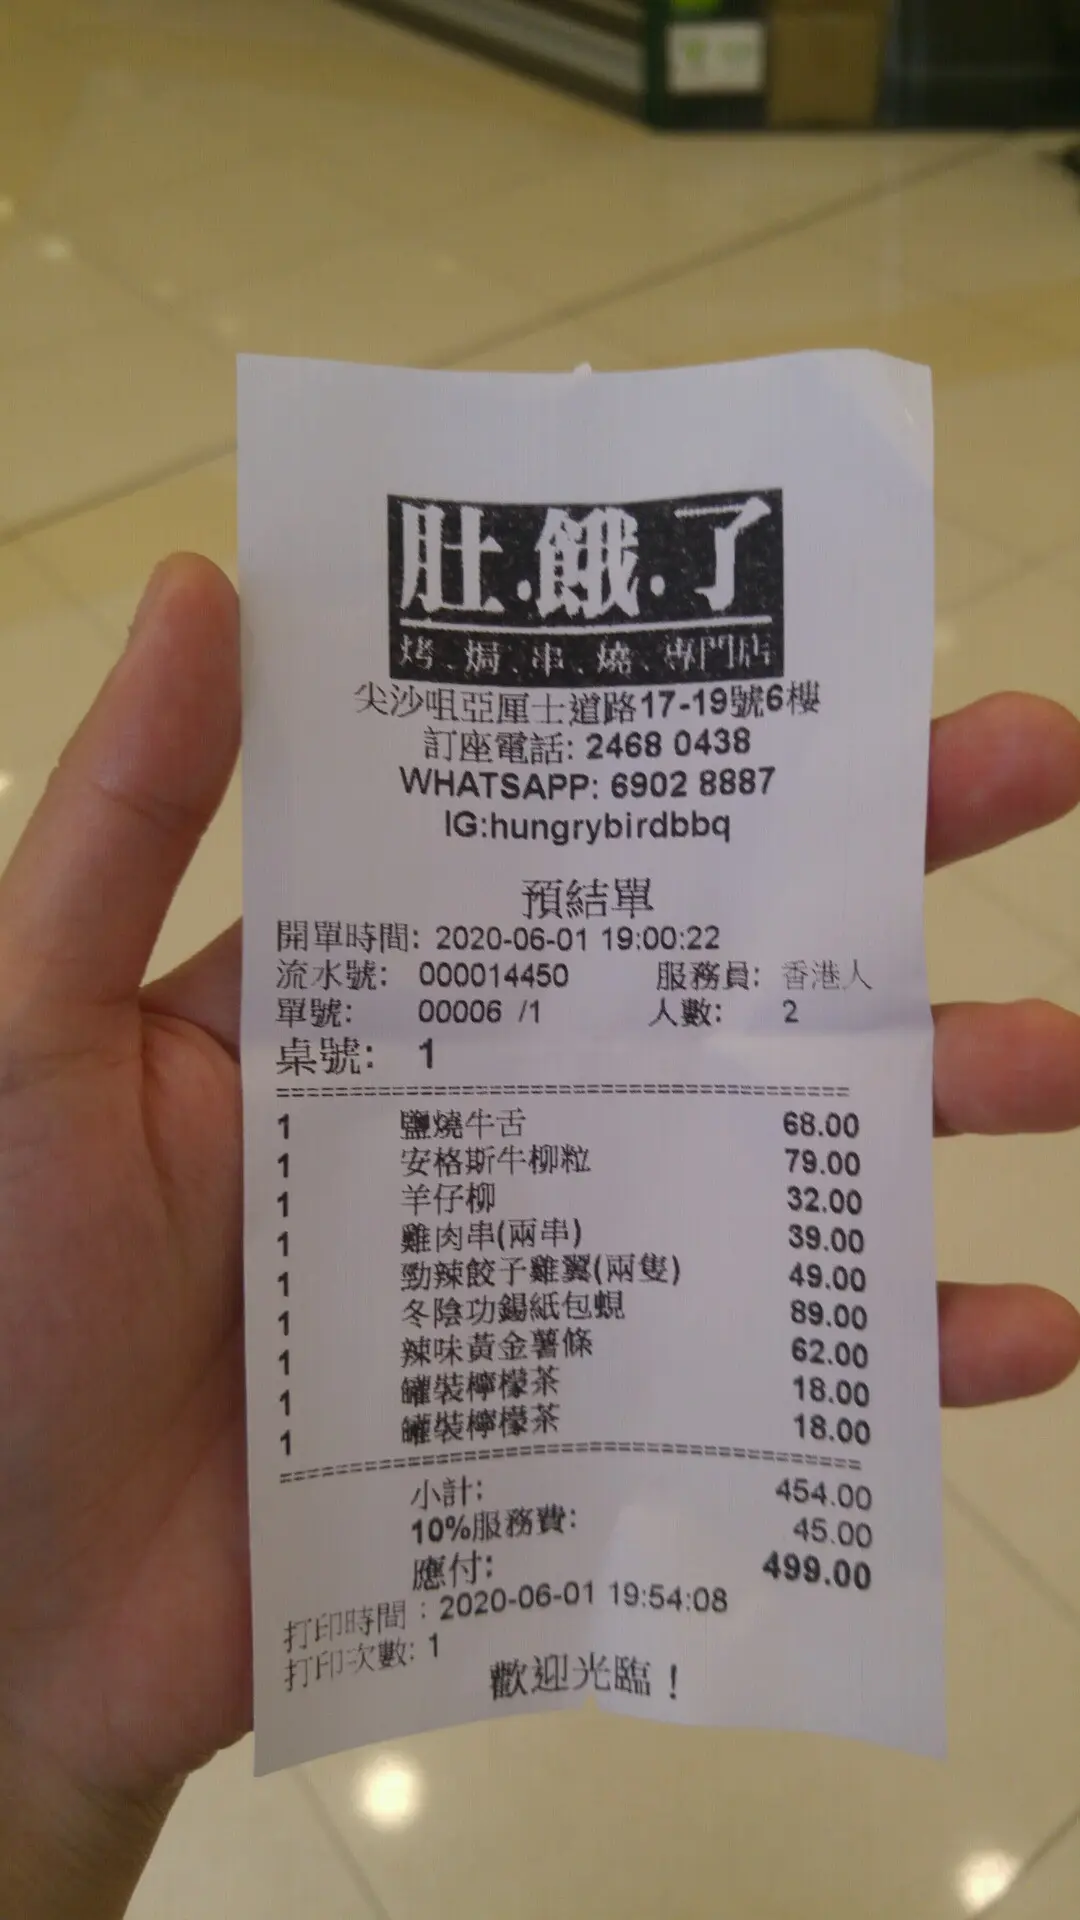 肚.餓.了
烤、焗、串、燒、專門店
尖沙咀亞厘士道路17-19號6樓
訂座電話: 2468 0438
WHATSAPP: 6902 8887
IG:hungrybirdbbq
預結單
開單時間: 2020-06-01 19:00:22
流水號: 000014450 服務員: 香港人
單號: 00006 /1 人數: 2
桌號: 1
1 鹽燒牛舌 68.00
1 安格斯牛柳粒 79.00
1 羊仔柳 32.00
1 雞肉串(兩串) 39.00
1 勁辣餃子雞翼(兩隻) 49.00
1 冬陰功錫紙包蜆 89.00
1 辣味黃金薯條 62.00
1 罐裝檸檬茶 18.00
1 罐裝檸檬茶 18.00
小計: 454.00
10%服務費: 45.00
應付: 499.00
打印時間：2020-06-01 19:54:08
打印次數: 1
歡迎光臨！